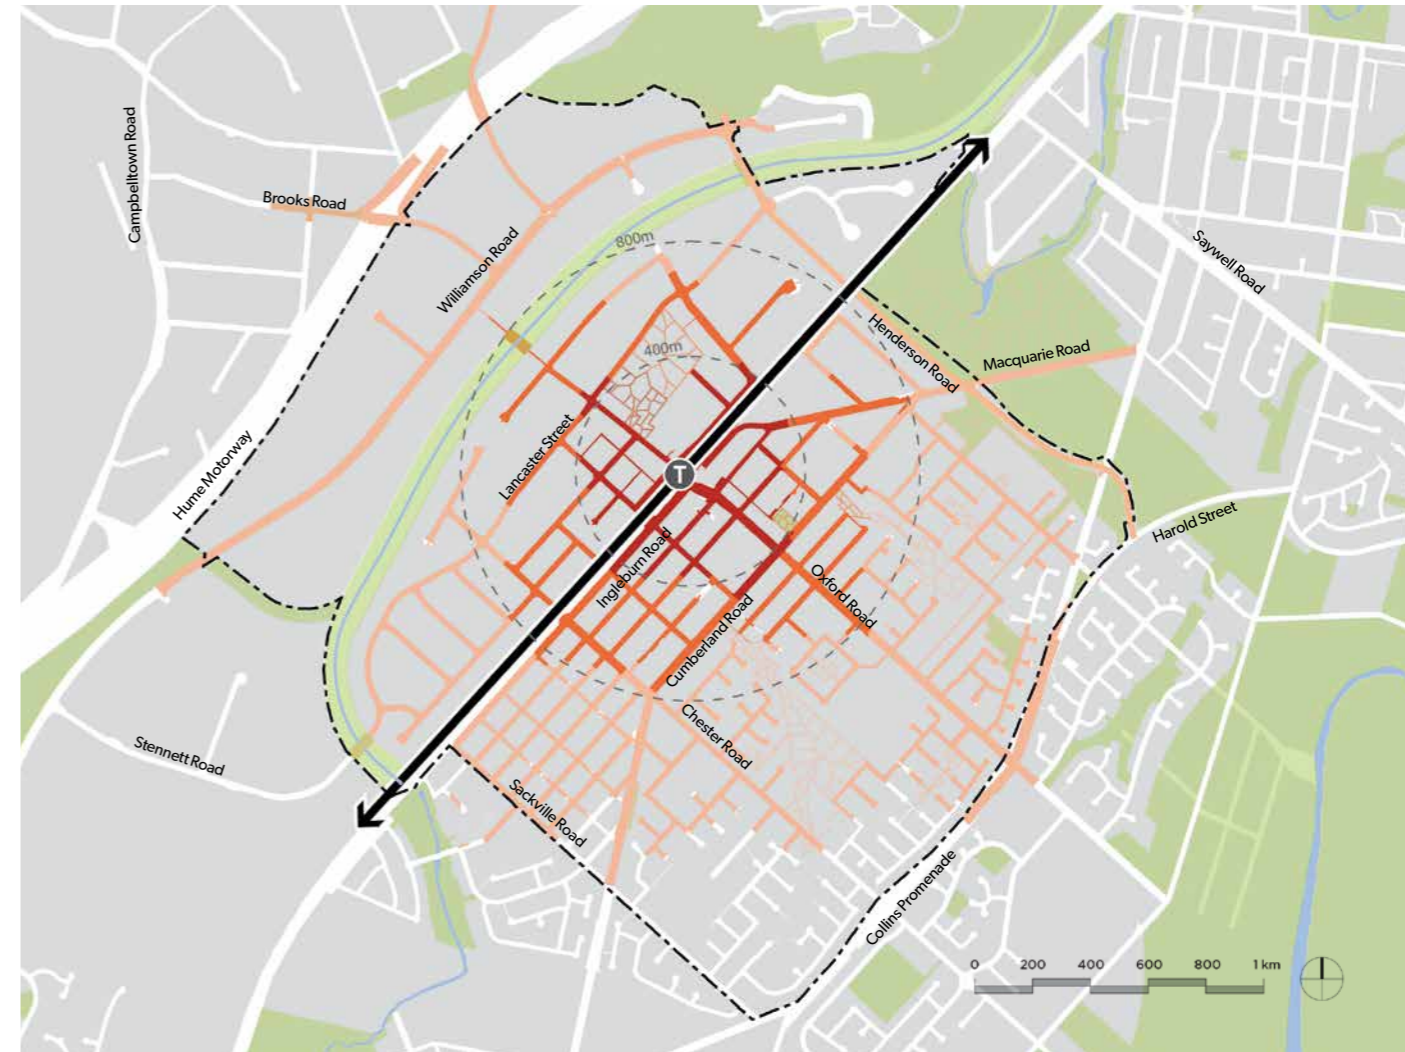 Campbelltown Road
Brooks Road
Williamson Road
800m
Saywell Road
Henderson Road
Macquarie Road
400m
Lancaster Street
Hume Motorway
T
Harold Street
Ingleburn Road
Oxford Road
Cumberland Road
Chester Road
Stennett Road
Sackville Road
Collins Promenade
0 200 400 600 800 1 km